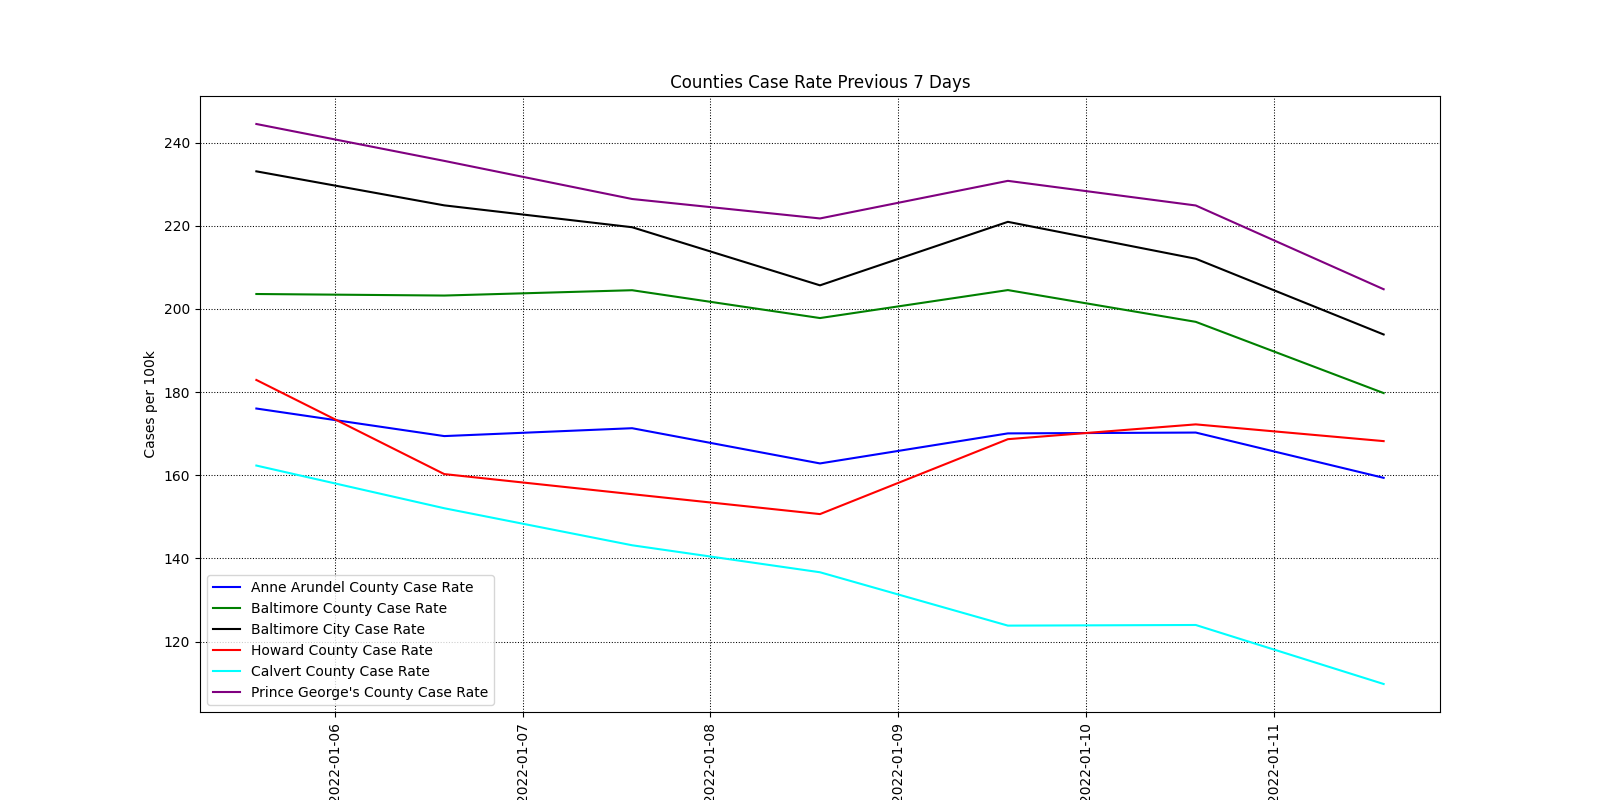 Counties Case Rate Previous 7 Days
Cases per 100k
240
220
200
180
160
140
120
Anne Arundel County Case Rate
Baltimore County Case Rate
Baltimore City Case Rate
Howard County Case Rate
Calvert County Case Rate
Prince George's County Case Rate
2022-01-06
2022-01-07
2022-01-08
2022-01-09
2022-01-10
2022-01-11